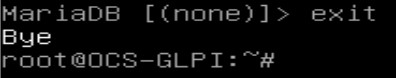 MariaDB [(none)]> exit
Bye
root@OCS-GLPI:~#